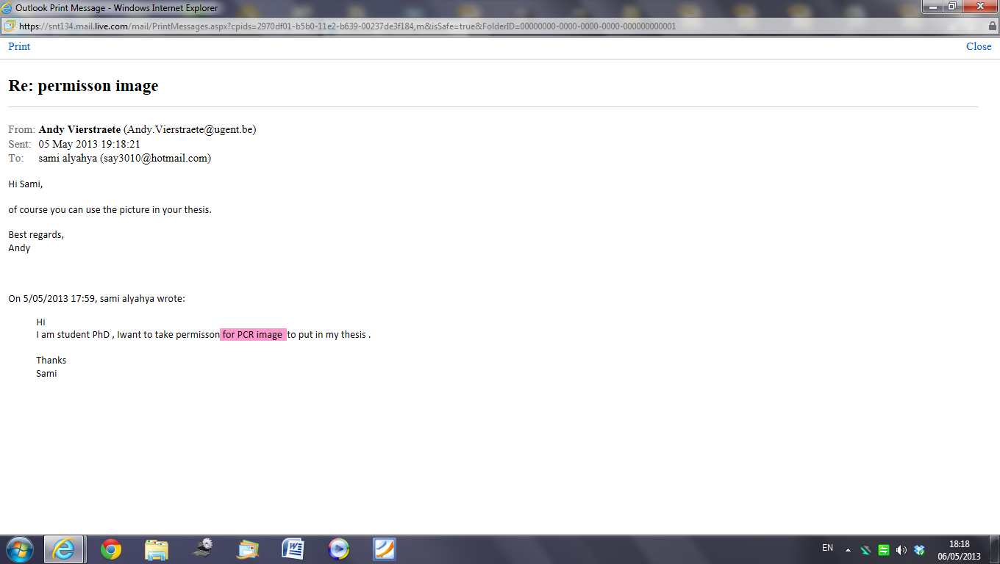 Outlook Print Message - Windows Internet Explorer
https://snt134.mail.live.com/mail/PrintMessages.aspx?cpids=2970df01-b5b0-11e2-b639-00237de3f184,m&isSafe=true&FolderID=00000000-0000-0000-0000-000000000001
Print Close
Re: permisson image
From: Andy Vierstraete (Andy.Vierstraete@ugent.be)
Sent: 05 May 2013 19:18:21
To: sami alyahya (say3010@hotmail.com)
Hi Sami,
of course you can use the picture in your thesis.
Best regards,
Andy
On 5/05/2013 17:59, sami alyahya wrote:
Hi
I am student PhD , Iwant to take permisson for PCR image to put in my thesis .
Thanks
Sami
EN
18:18
06/05/2013